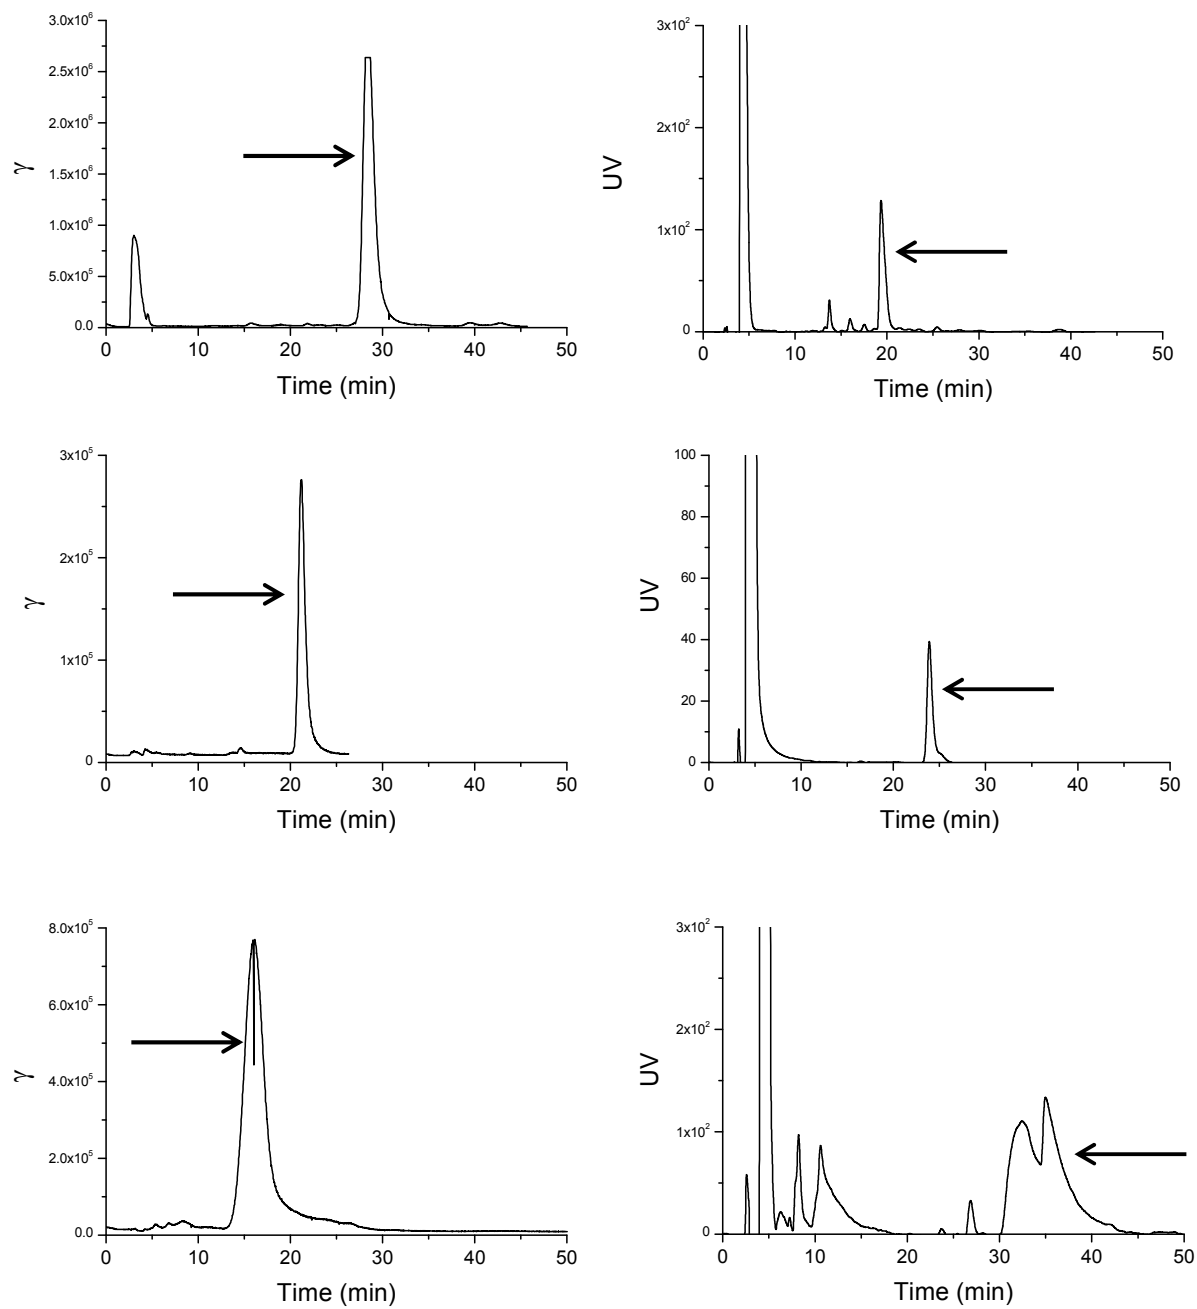 3.0x10⁶
2.5x10⁶
2.0x10⁶
1.5x10⁶
1.0x10⁶
5.0x10⁵
0.0
γ
0 10 20 30 40 50
Time (min)
3x10²
2x10²
1x10²
0
UV
0 10 20 30 40 50
Time (min)
3x10⁵
2x10⁵
1x10⁵
0
γ
0 10 20 30 40 50
Time (min)
100
80
60
40
20
0
UV
0 10 20 30 40 50
Time (min)
8.0x10⁵
6.0x10⁵
4.0x10⁵
2.0x10⁵
0.0
γ
0 10 20 30 40 50
Time (min)
3x10²
2x10²
1x10²
0
UV
0 10 20 30 40 50
Time (min)